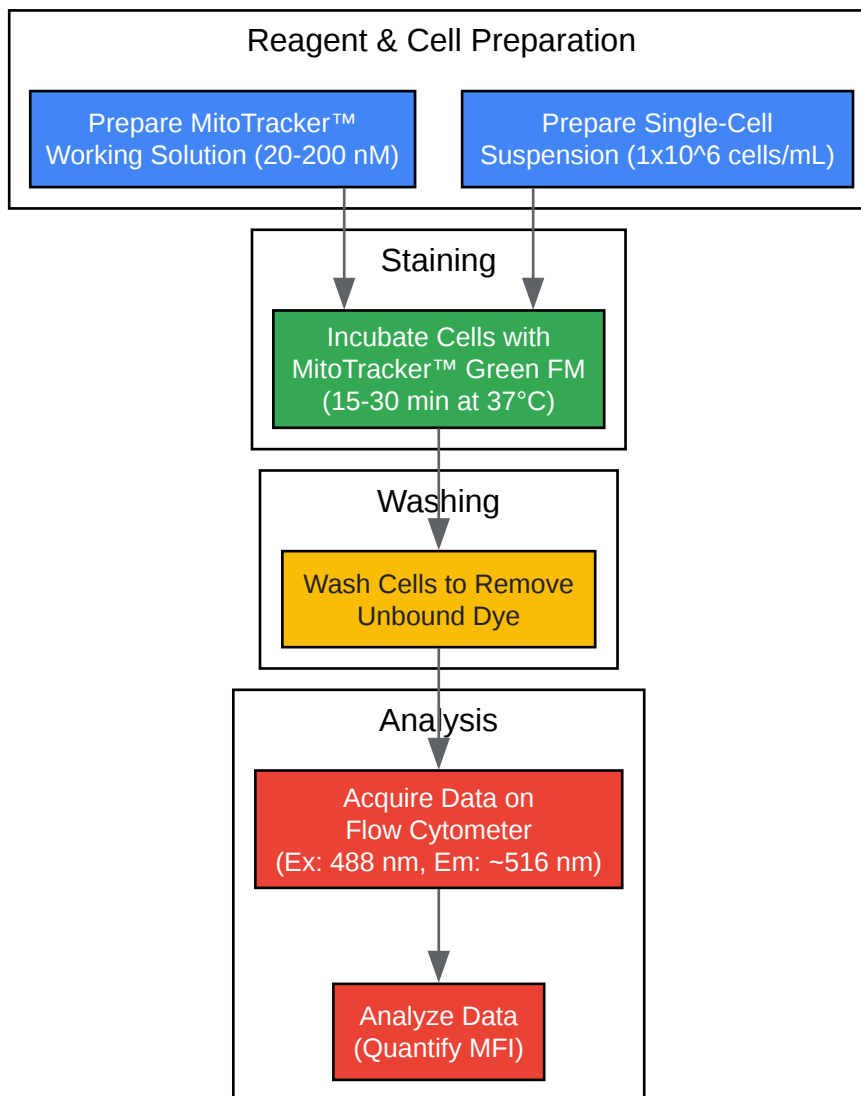 Reagent & Cell Preparation
Prepare MitoTracker™
Working Solution (20-200 nM)
Prepare Single-Cell
Suspension (1x10^6 cells/mL)
Staining
Incubate Cells with
MitoTracker™ Green FM
(15-30 min at 37°C)
Washing
Wash Cells to Remove
Unbound Dye
Analysis
Acquire Data on
Flow Cytometer
(Ex: 488 nm, Em: ~516 nm)
Analyze Data
(Quantify MFI)